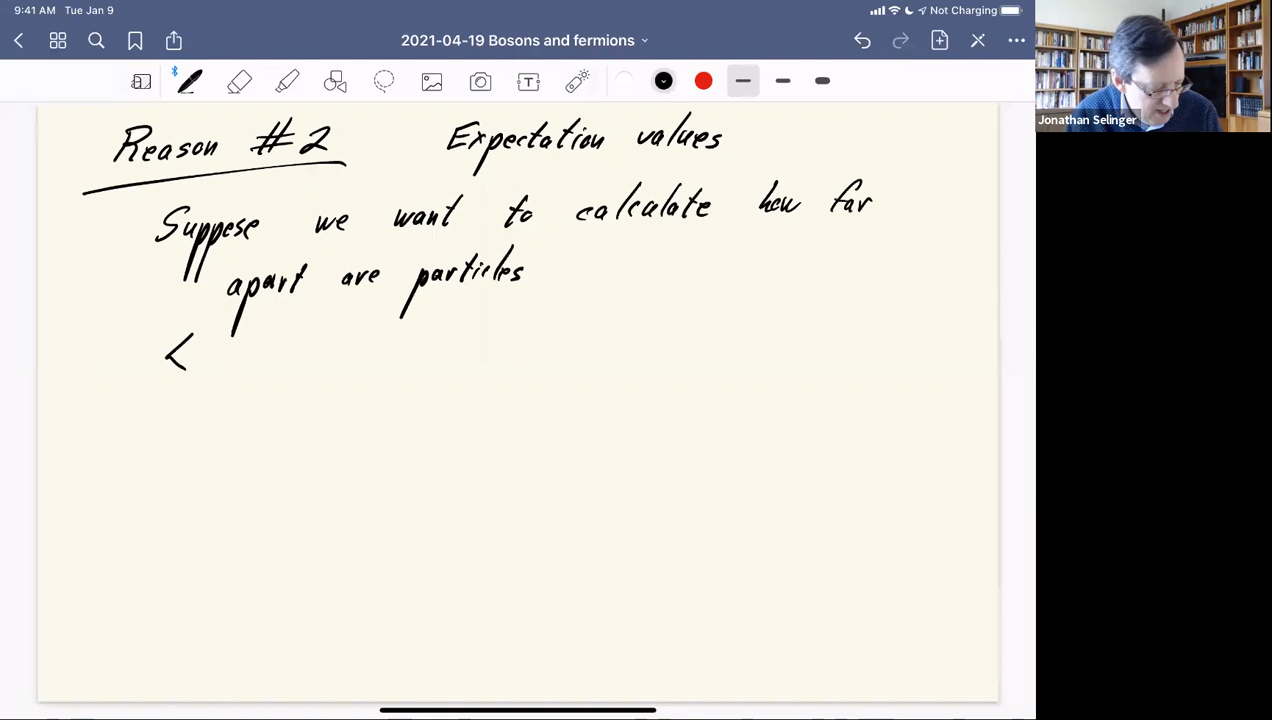 9:41 AM Tue Jan 9
Not Charging
2021-04-19 Bosons and fermions
T
Jonathan Selinger
Reason #2 Expectation values
Suppose we want to calculate how far
apart are particles
<